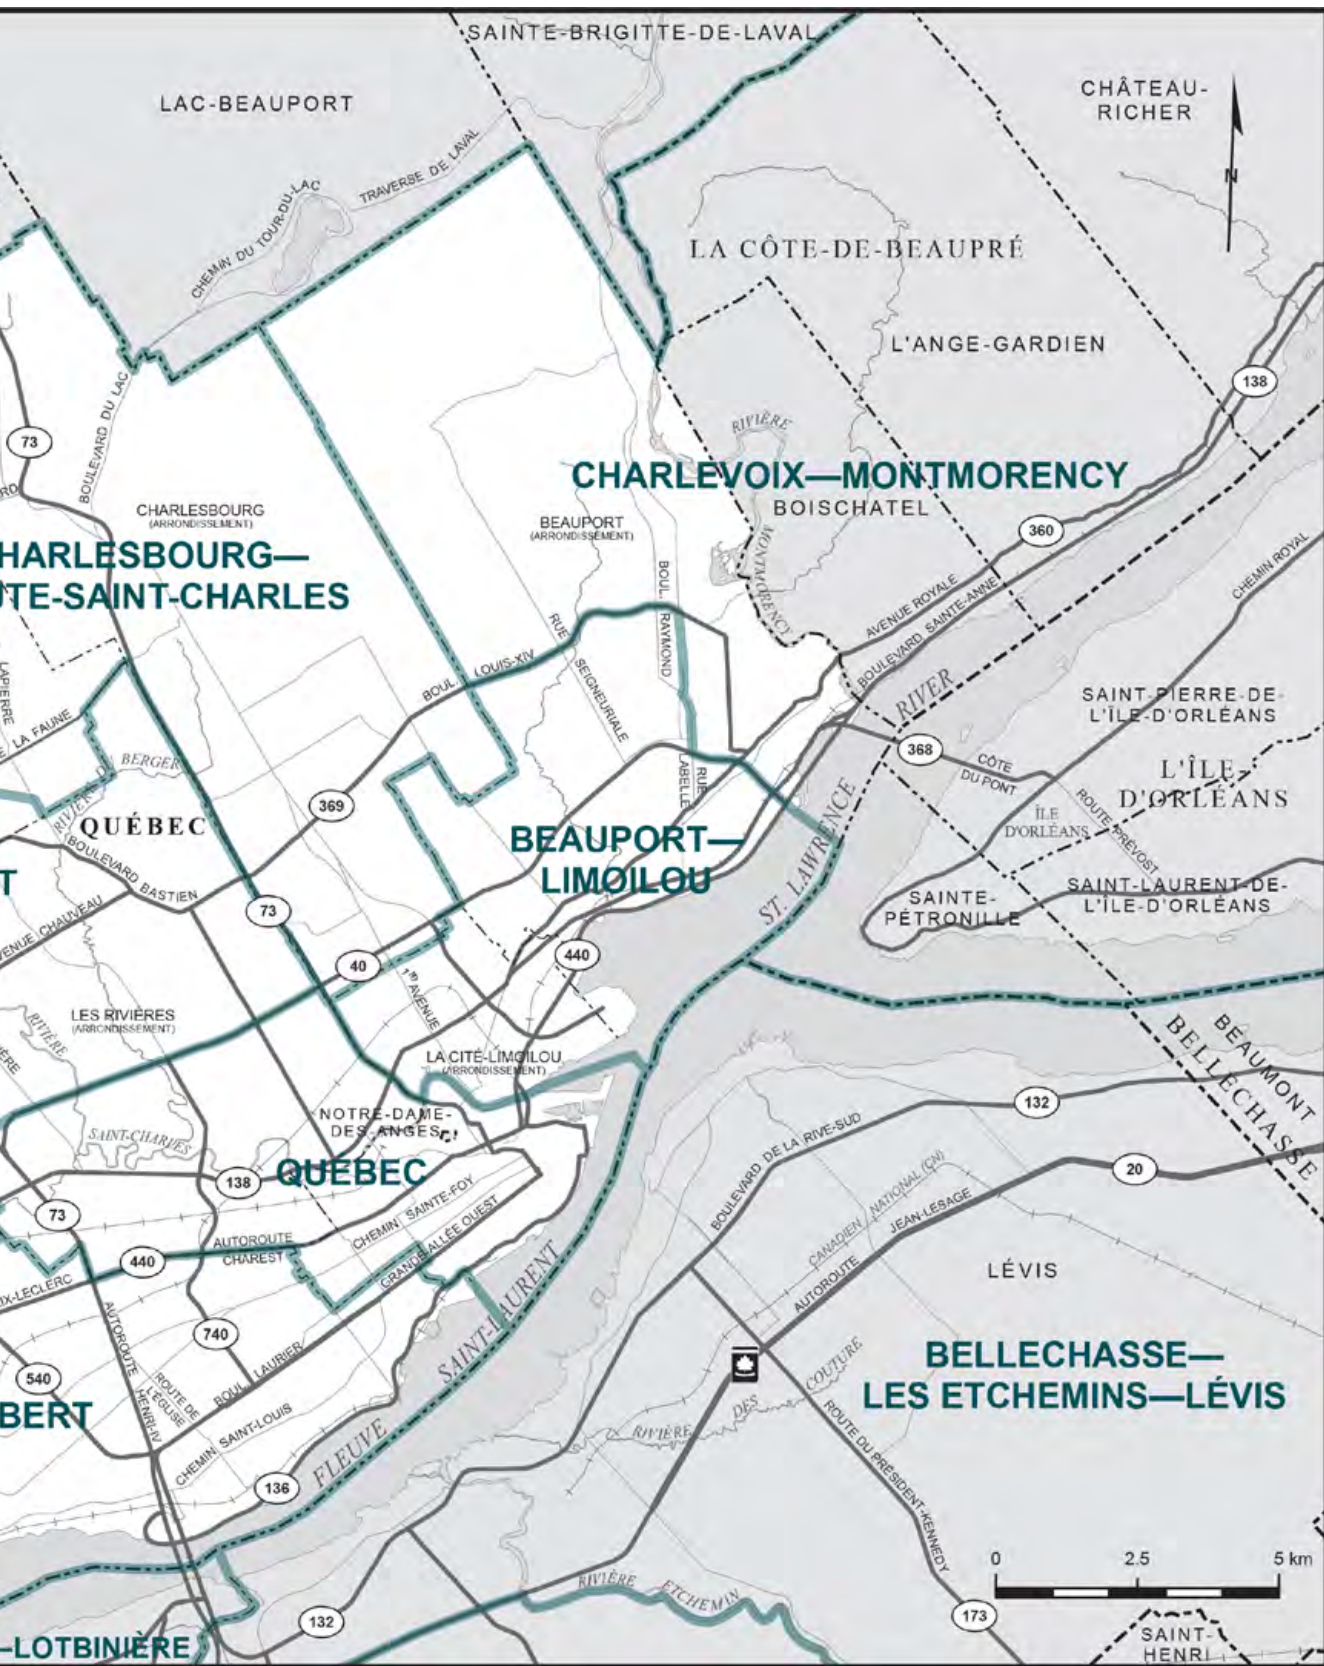 SAINTE-BRIGITTE-DE-LAVAL
LAC-BEAUPORT
CHÂTEAU-
RICHER
TRAVERSE DE LAVAL
CHEMIN DU TOUR-DU-LAC
N
LA CÔTE-DE-BEAUPRÉ
L'ANGE-GARDIEN
138
73
BOULEVARD DU LAC
RIVIÈRE
MONTMORENCY
CHARLEVOIX—MONTMORENCY
BOISCHATEL
CHARLESBOURG
(ARRONDISSEMENT)
BEAUPORT
(ARRONDISSEMENT)
360
HARLESBOURG—
UTE-SAINT-CHARLES
CHEMIN ROYAL
BOUL. RAYMOND
AVENUE ROYALE
BOULEVARD SAINTE-ANNE
RUE SEIGNEURIALE
BOUL. LOUIS-XIV
LAPIERRE
LA FAUNE
ST. LAWRENCE RIVER
SAINT-PIERRE-DE-
L'ÎLE-D'ORLÉANS
368
CÔTE
DU PONT
L'ÎLE-
D'ORLÉANS
RIVIÈRE DU BERGER
RUE
LABELLE
ROUTE PRÉVOST
ÎLE
D'ORLÉANS
369
QUÉBEC
BEAUPORT—
LIMOILOU
BOULEVARD BASTIEN
T
SAINTE-
PÉTRONILLE
SAINT-LAURENT-DE-
L'ÎLE-D'ORLÉANS
73
AVENUE CHAUVEAU
440
40
1re AVENUE
LES RIVIÈRES
(ARRONDISSEMENT)
RIVIÈRE
SAINT-CHARLES
LA CITÉ-LIMOILOU
(ARRONDISSEMENT)
BEAUMONT
BELLECHASSE
NOTRE-DAME-
DES-ANGES
132
BOULEVARD DE LA RIVE-SUD
QUÉBEC
138
20
CANADIEN NATIONAL (CN)
73
CHEMIN SAINTE-FOY
AUTOROUTE JEAN-LESAGE
GRANDE ALLÉE OUEST
AUTOROUTE
CHAREST
440
LÉVIS
IX-LECLERC
FLEUVE SAINT-LAURENT
AUTOROUTE HENRI-IV
740
BELLECHASSE—
LES ETCHEMINS—LÉVIS
BOUL. LAURIER
540
ROUTE DE
L'ÉGLISE
BERT
RIVIÈRE DES COUTURE
CHEMIN SAINT-LOUIS
ROUTE DU PRÉSIDENT-KENNEDY
136
0 2.5 5 km
RIVIÈRE ETCHEMIN
132
173
–LOTBINIÈRE
SAINT-
HENRI